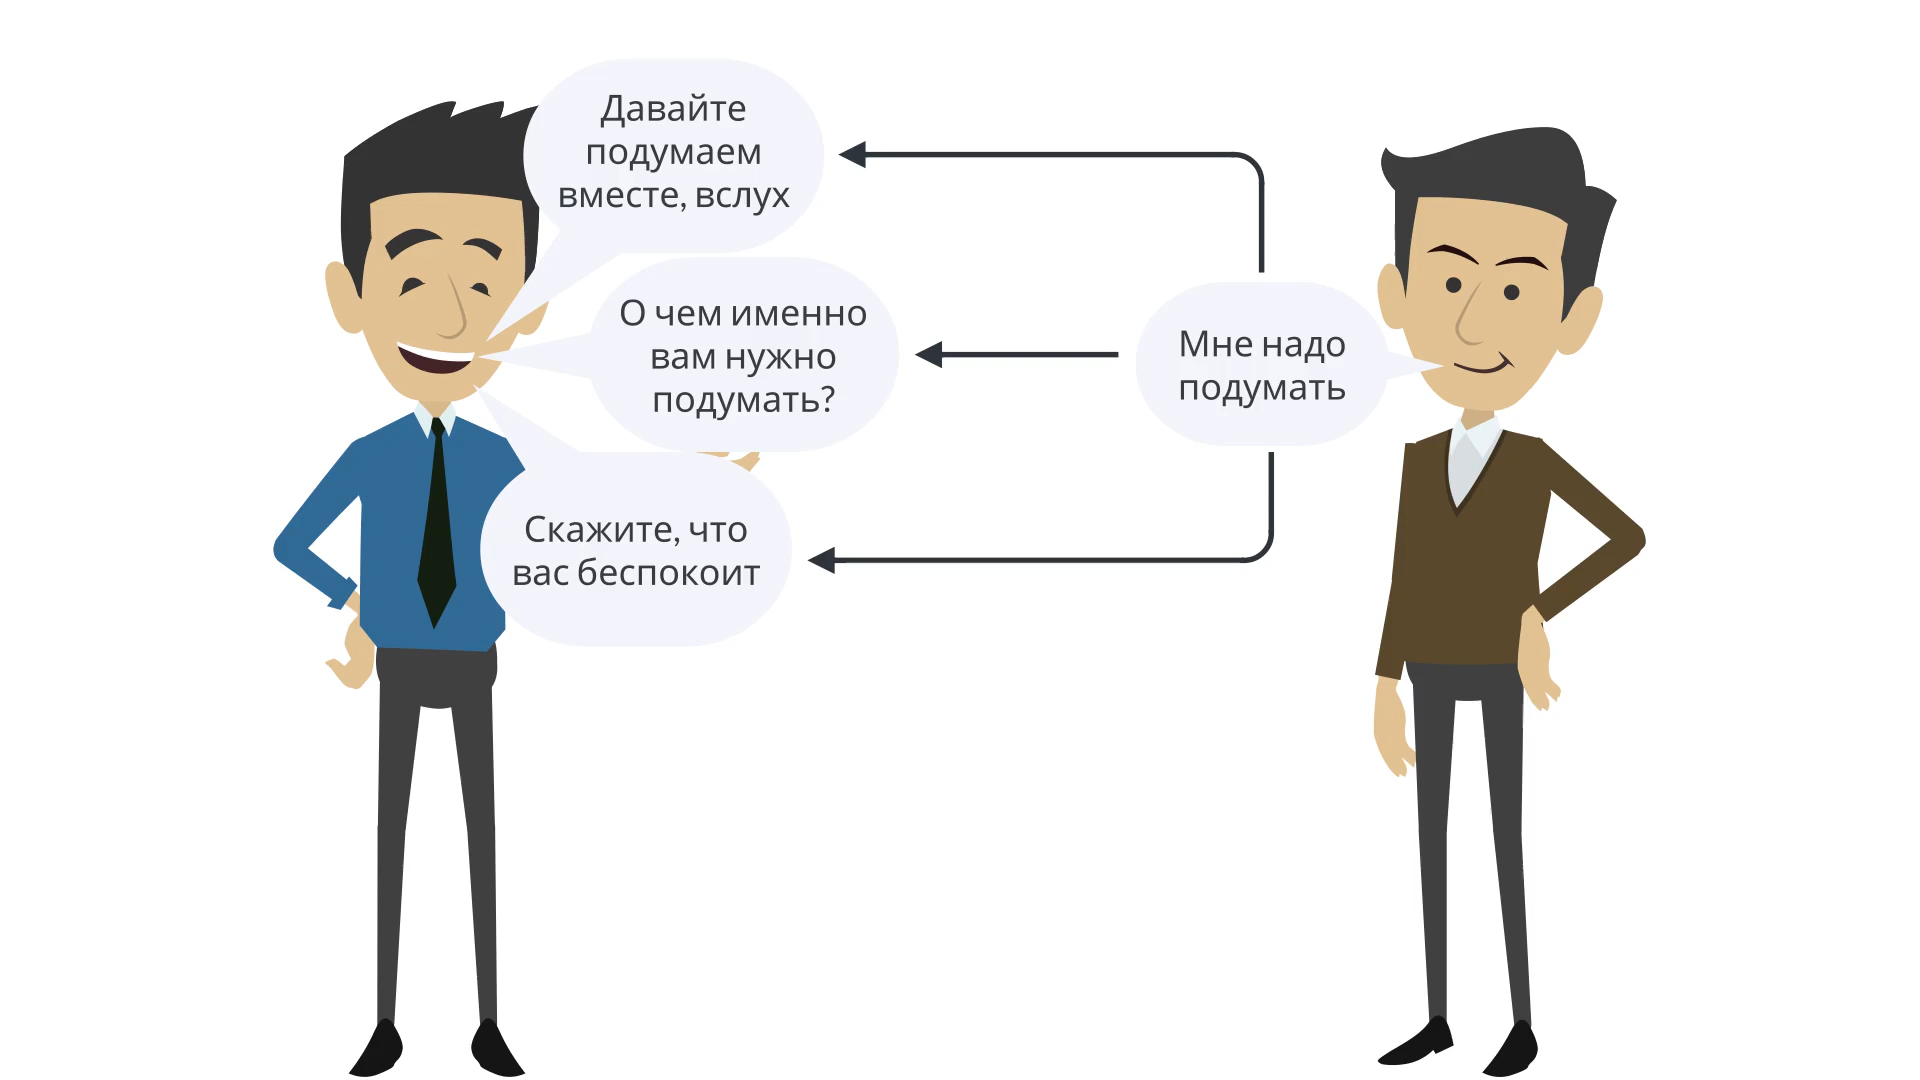 Давайте
подумаем
вместе, вслух
О чем именно
вам нужно
подумать?
Мне надо
подумать
Скажите, что
вас беспокоит